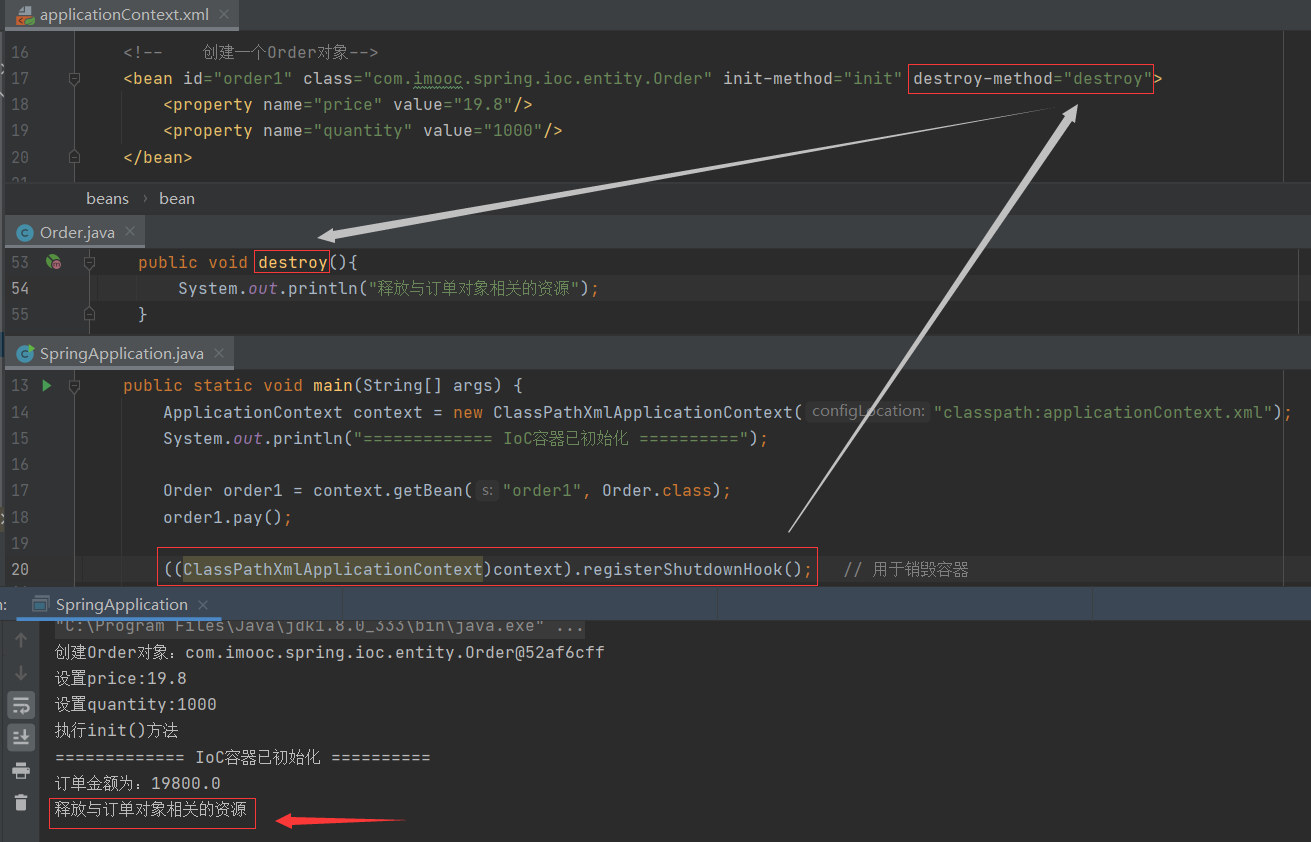 applicationContext.xml
16 <!-- 创建一个Order对象-->
17 <bean id="order1" class="com.imooc.spring.ioc.entity.Order" init-method="init" destroy-method="destroy">
18 <property name="price" value="19.8"/>
19 <property name="quantity" value="1000"/>
20 </bean>
21
beans › bean
Order.java
53 public void destroy(){
54 System.out.println("释放与订单对象相关的资源");
55 }
SpringApplication.java
13 public static void main(String[] args) {
14 ApplicationContext context = new ClassPathXmlApplicationContext( configLocation: "classpath:applicationContext.xml");
15 System.out.println("============= IoC容器已初始化 ==========");
16
17 Order order1 = context.getBean( s: "order1", Order.class);
18 order1.pay();
19
20 ((ClassPathXmlApplicationContext)context).registerShutdownHook(); // 用于销毁容器
SpringApplication
"C:\Program Files\Java\jdk1.8.0_333\bin\java.exe" ...
创建Order对象：com.imooc.spring.ioc.entity.Order@52af6cff
设置price:19.8
设置quantity:1000
执行init()方法
============= IoC容器已初始化 ==========
订单金额为：19800.0
释放与订单对象相关的资源